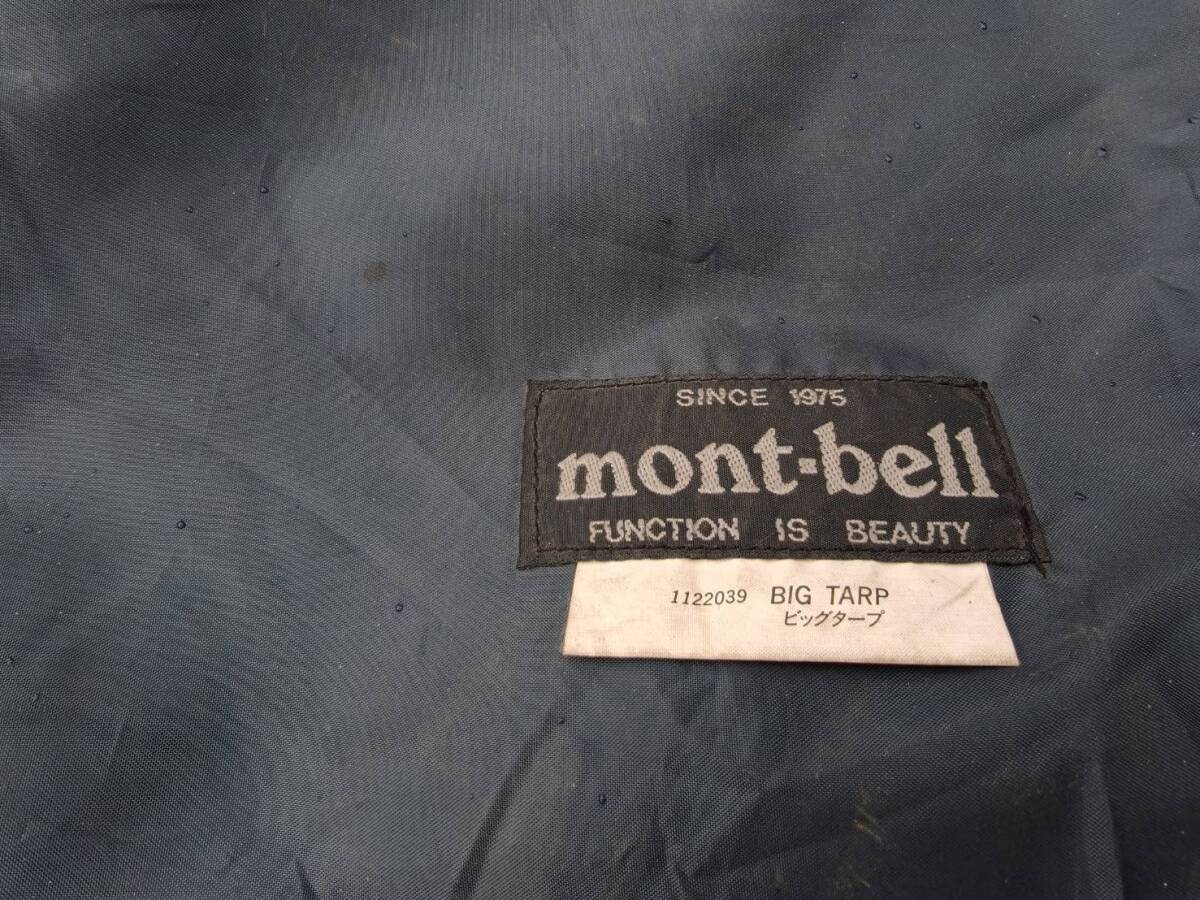 SINCE 1975
mont-bell
FUNCTION IS BEAUTY
1122039 BIG TARP
ビッグタープ